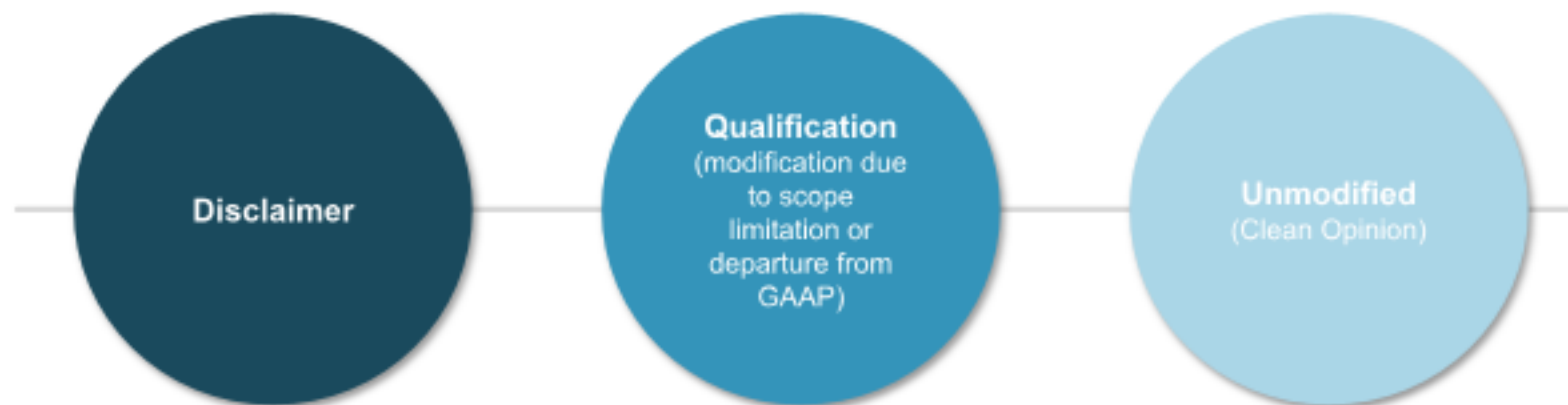 Disclaimer
Qualification
(modification due
to scope
limitation or
departure from
GAAP)
Unmodified
(Clean Opinion)